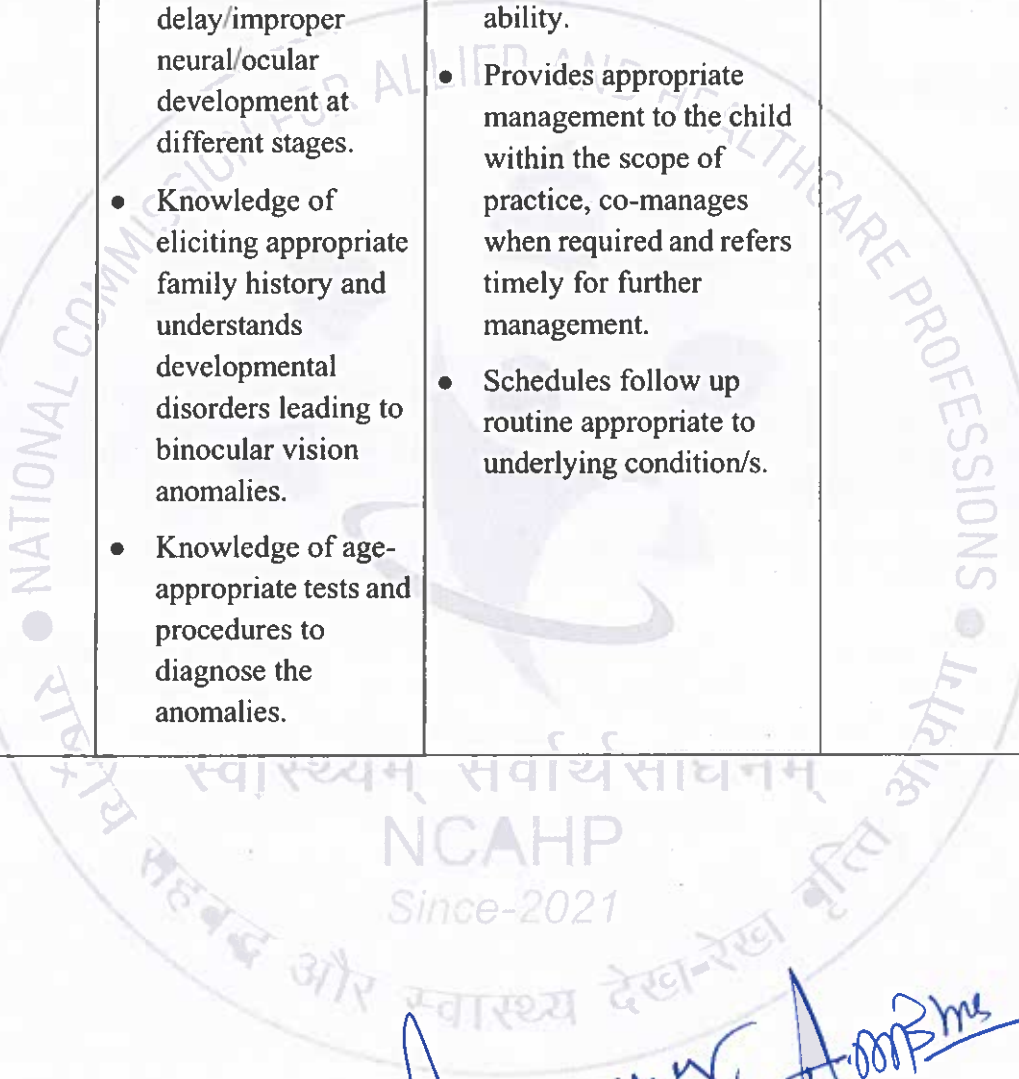 delay/improper
neural/ocular
development at
different stages.
● Knowledge of
eliciting appropriate
family history and
understands
developmental
disorders leading to
binocular vision
anomalies.
● Knowledge of age-
appropriate tests and
procedures to
diagnose the
anomalies.
ability.
● Provides appropriate
management to the child
within the scope of
practice, co-manages
when required and refers
timely for further
management.
● Schedules follow up
routine appropriate to
underlying condition/s.
● NATIONAL COMMISSION FOR ALLIED AND HEALTHCARE PROFESSIONS ●
स्वास्थ्यम् सर्वार्थसाधनम्
NCAHP
Since-2021
राष्ट्रीय सहबद्ध और स्वास्थ्य देख-रेख वृत्ति आयोग